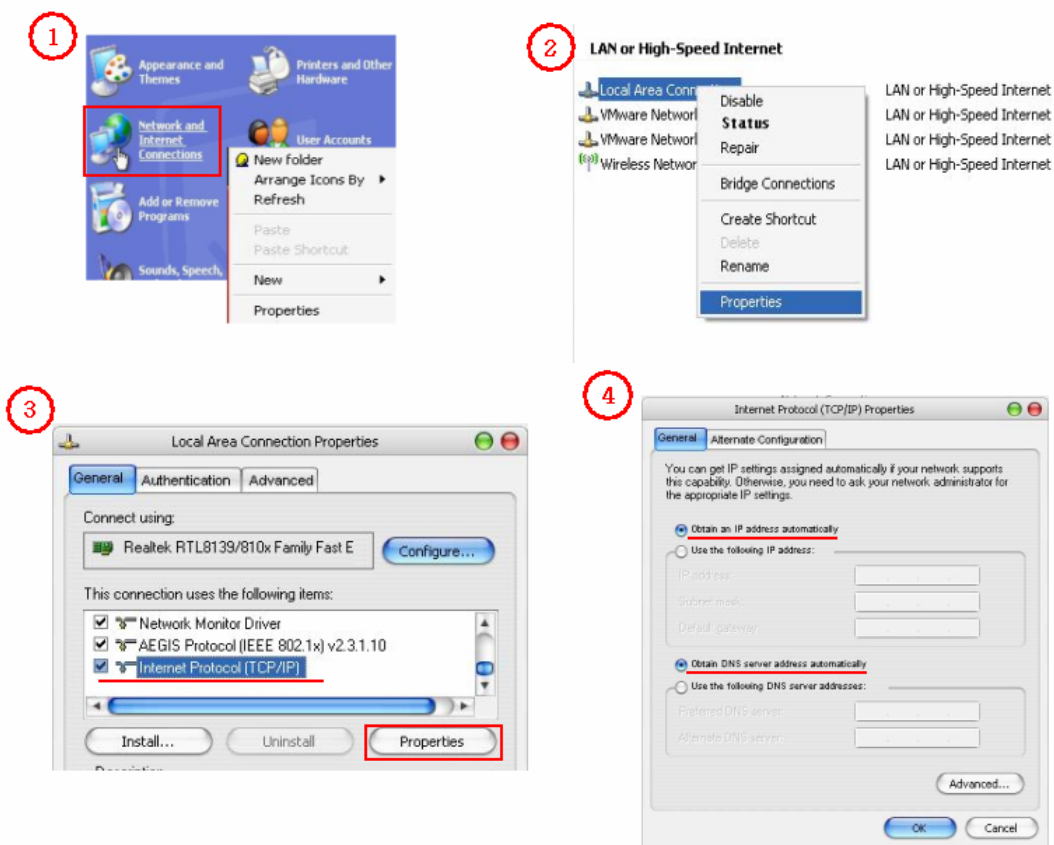 1
Appearance and
Themes
Printers and Other
Hardware
Network and
Internet
Connections
User Accounts
Add or Remove
Programs
Sounds, Speech,
New folder
Arrange Icons By
Refresh
Paste
Paste Shortcut
New
Properties
2
LAN or High-Speed Internet
Local Area Conn
LAN or High-Speed Internet
VMware Network
LAN or High-Speed Internet
VMware Network
LAN or High-Speed Internet
Wireless Networ
LAN or High-Speed Internet
Disable
Status
Repair
Bridge Connections
Create Shortcut
Delete
Rename
Properties
3
Local Area Connection Properties
General Authentication Advanced
Connect using:
Realtek RTL8139/810x Family Fast E
Configure...
This connection uses the following items:
Network Monitor Driver
AEGIS Protocol (IEEE 802.1x) v2.3.1.10
Internet Protocol (TCP/IP)
Install... Uninstall Properties
4
Internet Protocol (TCP/IP) Properties
General Alternate Configuration
You can get IP settings assigned automatically if your network supports
this capability. Otherwise, you need to ask your network administrator for
the appropriate IP settings.
Obtain an IP address automatically
Use the following IP address:
IP address:
Subnet mask:
Default gateway:
Obtain DNS server address automatically
Use the following DNS server addresses:
Preferred DNS server:
Alternate DNS server:
Advanced...
OK Cancel